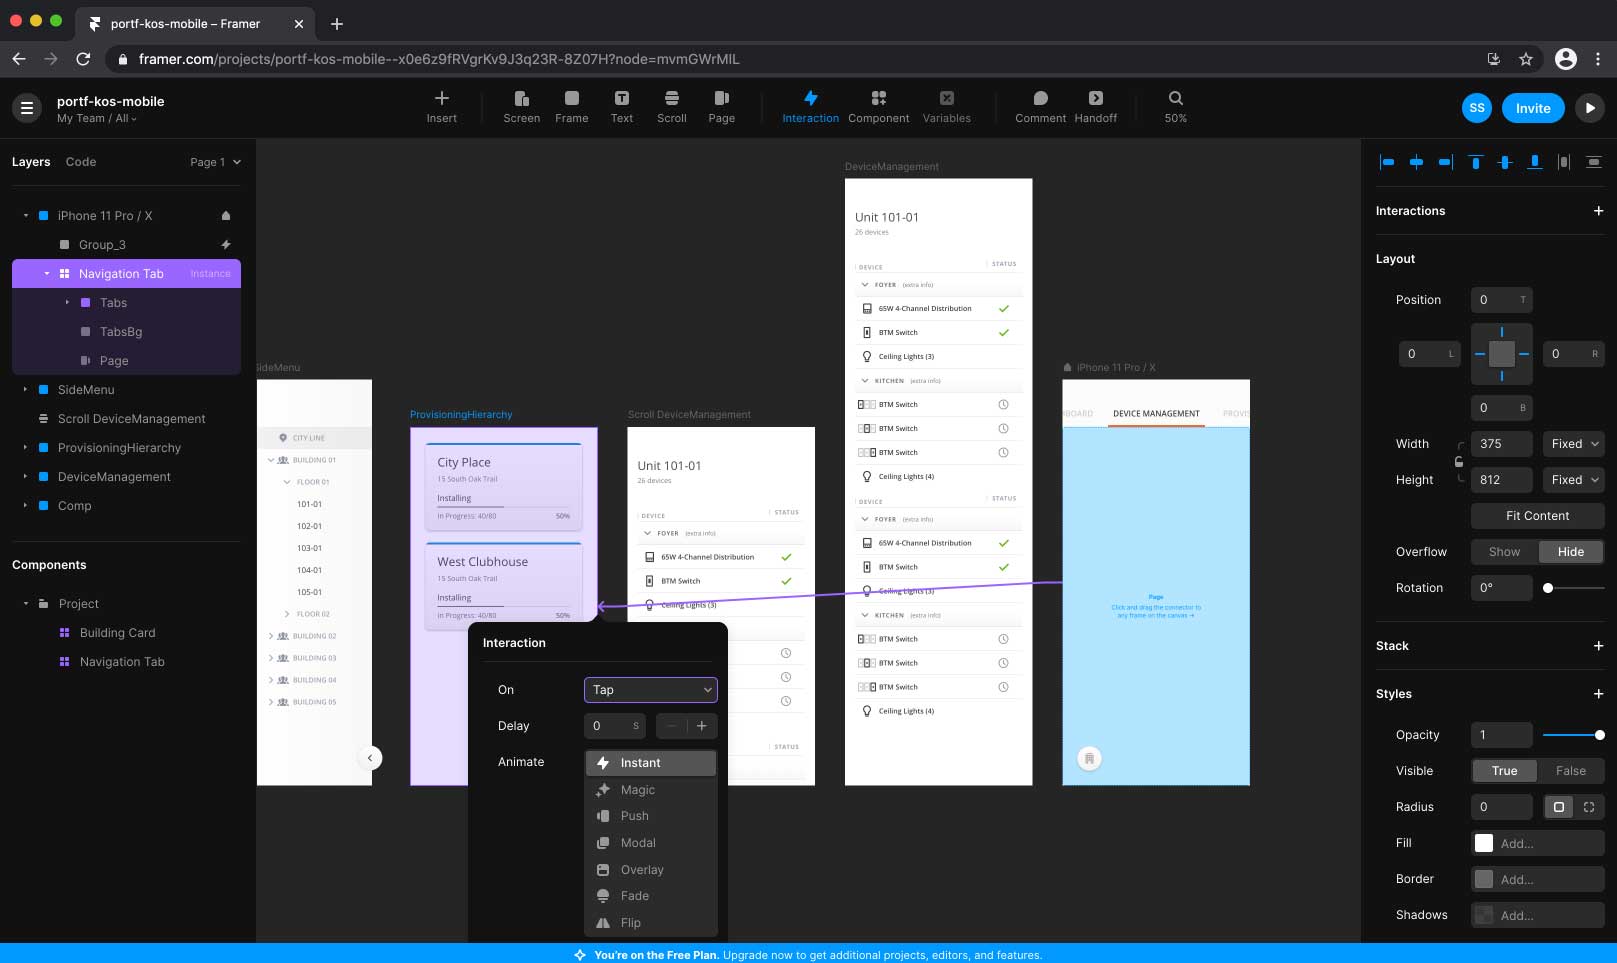 portf-kos-mobile – Framer
framer.com/projects/portf-kos-mobile--x0e6z9fRVgrKv9J3q23R-8Z07H?node=mvmGWrMIL
portf-kos-mobile
My Team / All
Insert
Screen
Frame
Text
Scroll
Page
Interaction
Component
Variables
Comment
Handoff
50%
SS
Invite
Layers
Code
Page 1
iPhone 11 Pro / X
Group_3
Navigation Tab
Instance
Tabs
TabsBg
Page
SideMenu
Scroll DeviceManagement
ProvisioningHierarchy
DeviceManagement
Comp
Components
Project
Building Card
Navigation Tab
SideMenu
CITY LINE
BUILDING 01
FLOOR 01
101-01
102-01
103-01
104-01
105-01
FLOOR 02
BUILDING 02
BUILDING 03
BUILDING 04
BUILDING 05
ProvisioningHierarchy
City Place
15 South Oak Trail
Installing
In Progress: 40/80
50%
West Clubhouse
15 South Oak Trail
Installing
In Progress: 40/80
50%
Scroll DeviceManagement
Unit 101-01
26 devices
DEVICE
STATUS
FOYER (extra info)
65W 4-Channel Distribution
BTM Switch
Ceiling Lights (3)
STATUS
DeviceManagement
Unit 101-01
26 devices
DEVICE
STATUS
FOYER (extra info)
65W 4-Channel Distribution
BTM Switch
Ceiling Lights (3)
KITCHEN (extra info)
BTM Switch
BTM Switch
BTM Switch
Ceiling Lights (4)
DEVICE
STATUS
FOYER (extra info)
65W 4-Channel Distribution
BTM Switch
Ceiling Lights (3)
KITCHEN (extra info)
BTM Switch
BTM Switch
BTM Switch
Ceiling Lights (4)
iPhone 11 Pro / X
HBOARD
DEVICE MANAGEMENT
PROVIS
Page
Click and drag the connector to
any frame on the canvas →
Interaction
On
Tap
Delay
0
S
Animate
Instant
Magic
Push
Modal
Overlay
Fade
Flip
Interactions
Layout
Position
0 T
0 L
0 R
0 B
Width
375
Fixed
Height
812
Fixed
Fit Content
Overflow
Show
Hide
Rotation
0°
Stack
Styles
Opacity
1
Visible
True
False
Radius
0
Fill
Add...
Border
Add...
Shadows
Add...
You're on the Free Plan. Upgrade now to get additional projects, editors, and features.